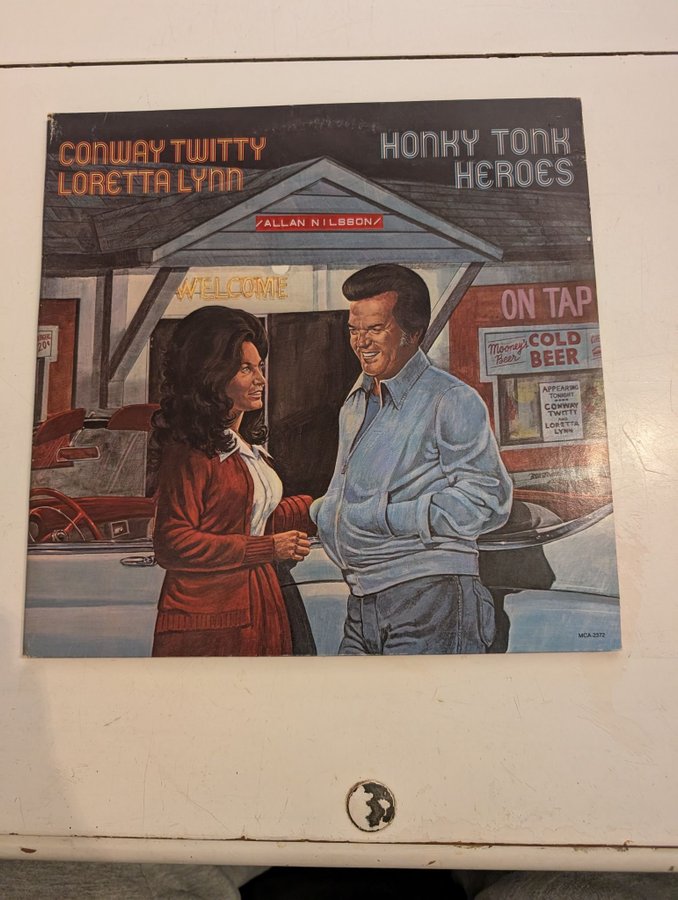 CONWAY TWITTY
LORETTA LYNN
HONKY TONK
HEROES
/ALLAN NILSSON/
WELCOME
ON TAP
Mooney's
Beer
COLD
BEER
20¢
APPEARING
TONIGHT
CONWAY
TWITTY
AND
LORETTA
LYNN
MCA-2372